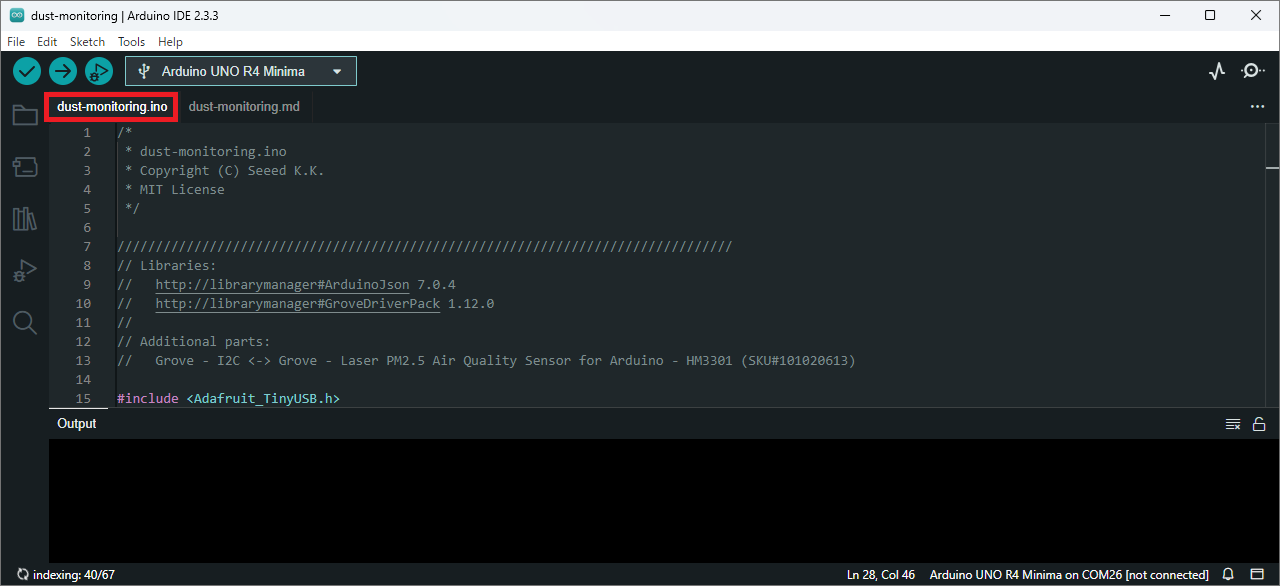 dust-monitoring | Arduino IDE 2.3.3
File Edit Sketch Tools Help
Arduino UNO R4 Minima
dust-monitoring.ino dust-monitoring.md
1 /*
2 * dust-monitoring.ino
3 * Copyright (C) Seeed K.K.
4 * MIT License
5 */
6
7 ////////////////////////////////////////////////////////////////////////////////
8 // Libraries:
9 // http://librarymanager#ArduinoJson 7.0.4
10 // http://librarymanager#GroveDriverPack 1.12.0
11 //
12 // Additional parts:
13 // Grove - I2C <-> Grove - Laser PM2.5 Air Quality Sensor for Arduino - HM3301 (SKU#101020613)
14
15 #include <Adafruit_TinyUSB.h>
Output
indexing: 40/67 Ln 28, Col 46 Arduino UNO R4 Minima on COM26 [not connected]